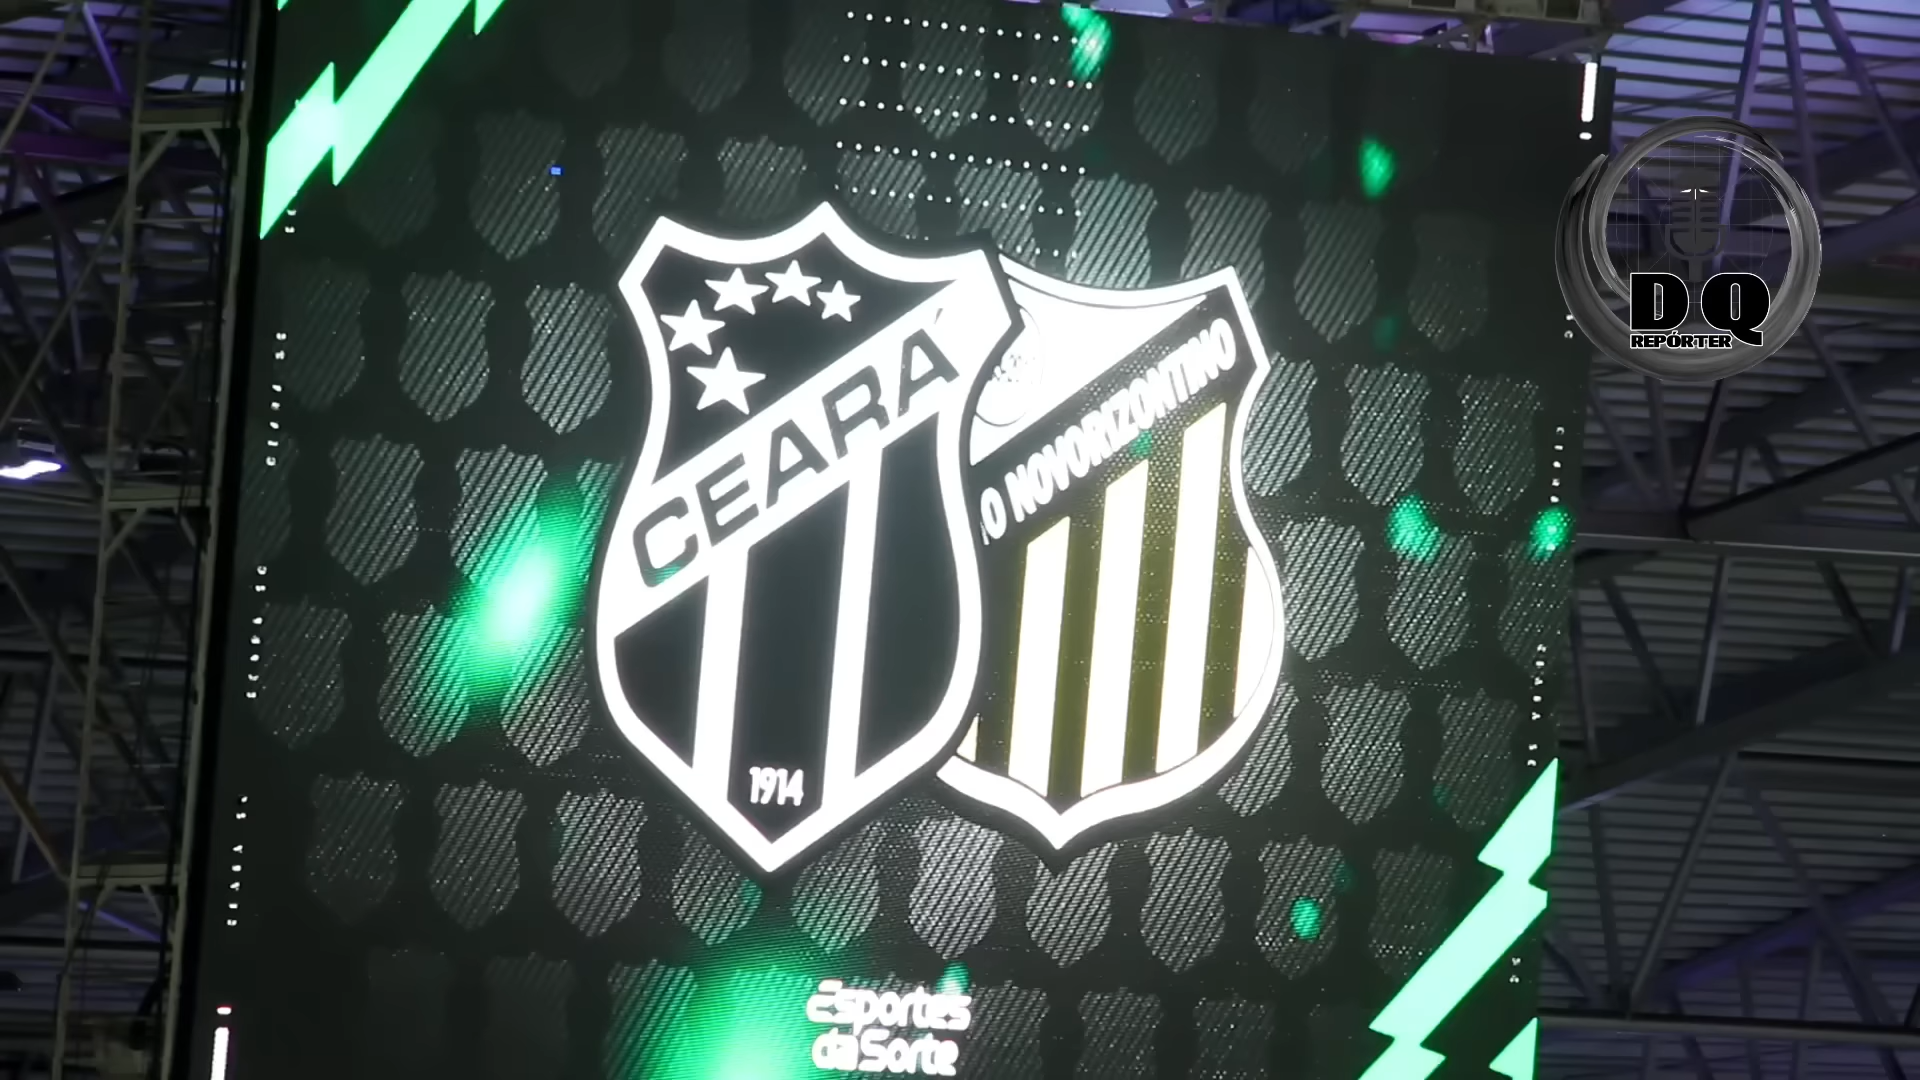 CEARÁ
O NOVORIZONTINO
1914
Esportes
da Sorte
DQ
REPÓRTER